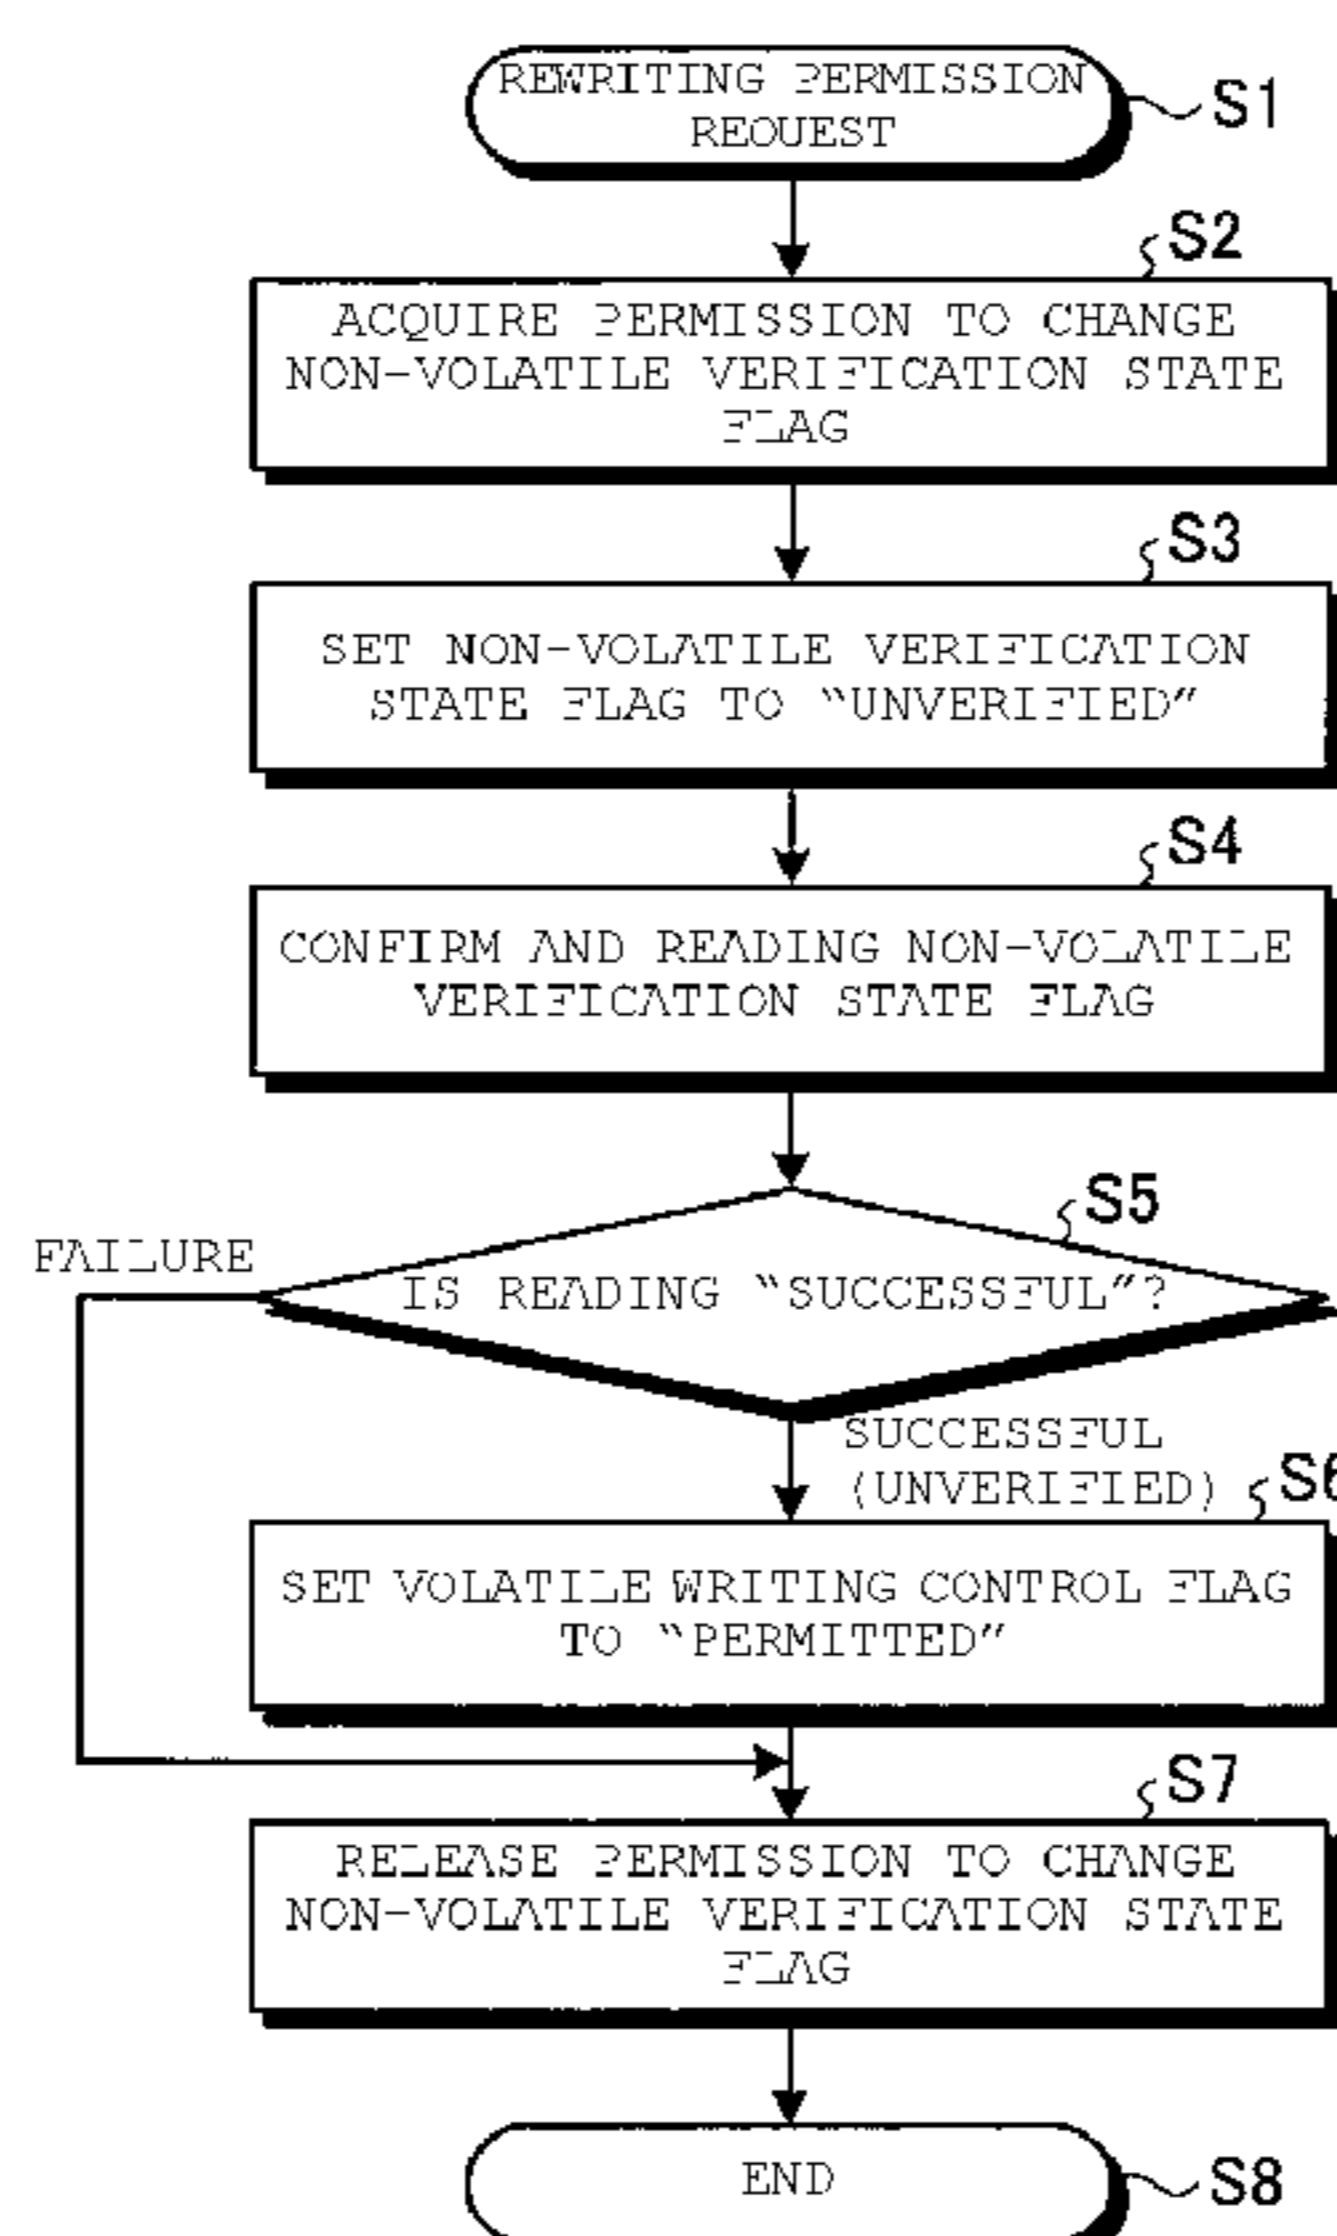 REWRITING PERMISSION
REQUEST
S1
S2
ACQUIRE PERMISSION TO CHANGE
NON-VOLATILE VERIFICATION STATE
FLAG
S3
SET NON-VOLATILE VERIFICATION
STATE FLAG TO “UNVERIFIED”
S4
CONFIRM AND READING NON-VOLATILE
VERIFICATION STATE FLAG
S5
FAILURE
IS READING “SUCCESSFUL”?
SUCCESSFUL
(UNVERIFIED)
S6
SET VOLATILE WRITING CONTROL FLAG
TO “PERMITTED”
S7
RELEASE PERMISSION TO CHANGE
NON-VOLATILE VERIFICATION STATE
FLAG
END
S8